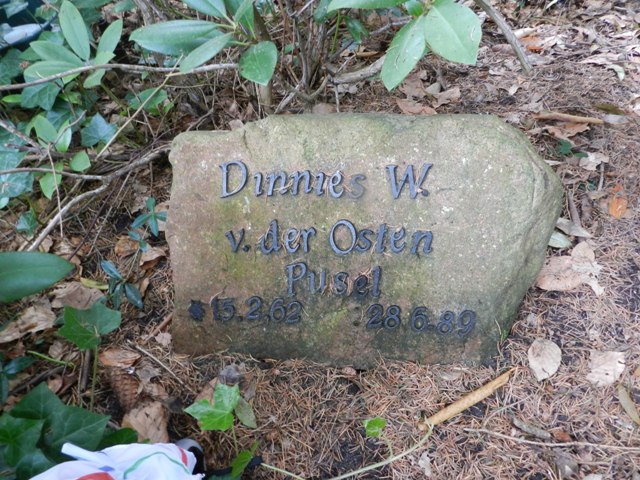 Dinnies W.
v. der Osten
Pusel
* 15.2.62 28.6.89